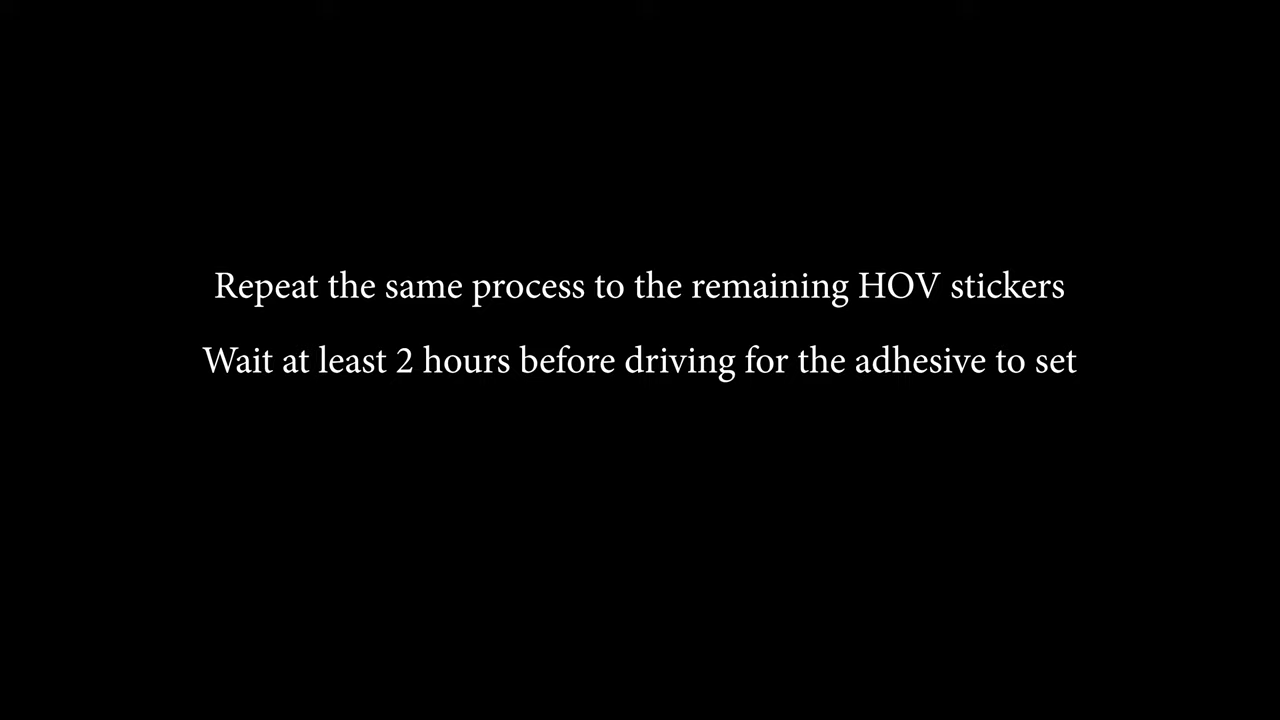 Repeat the same process to the remaining HOV stickers
Wait at least 2 hours before driving for the adhesive to set